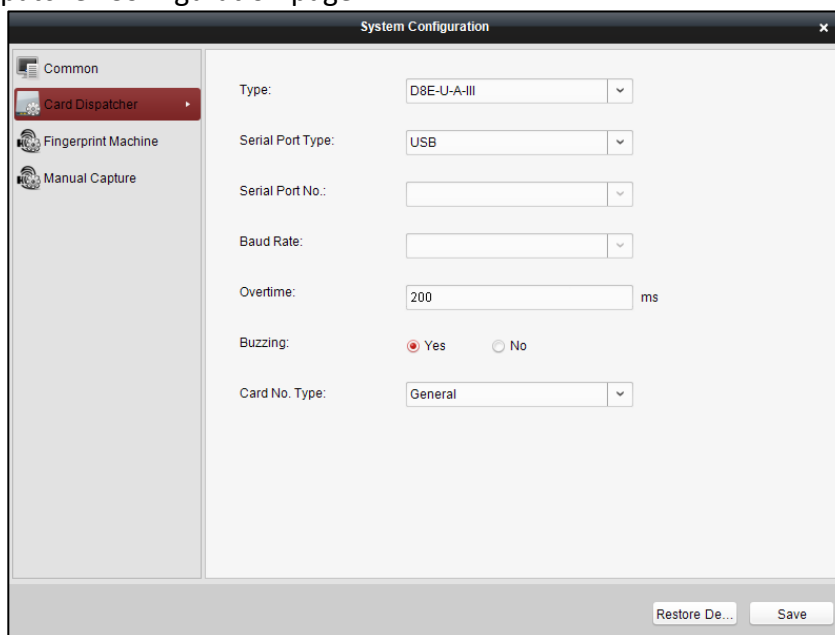 System Configuration ×
Common
Card Dispatcher
Fingerprint Machine
Manual Capture
Type: D8E-U-A-III
Serial Port Type: USB
Serial Port No.:
Baud Rate:
Overtime: 200 ms
Buzzing: Yes No
Card No. Type: General
Restore De... Save